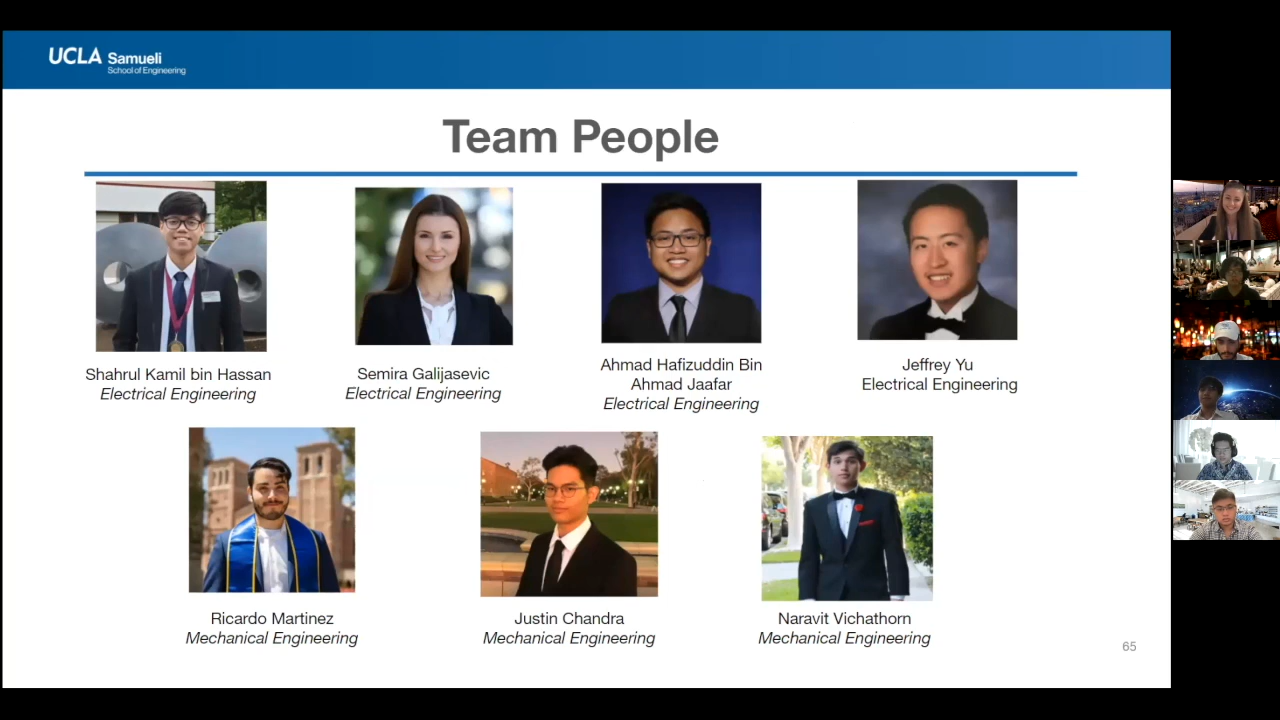 UCLA Samueli
School of Engineering
Team People
Shahrul Kamil bin Hassan
Electrical Engineering
Semira Galijasevic
Electrical Engineering
Ahmad Hafizuddin Bin
Ahmad Jaafar
Electrical Engineering
Jeffrey Yu
Electrical Engineering
Ricardo Martinez
Mechanical Engineering
Justin Chandra
Mechanical Engineering
Naravit Vichathorn
Mechanical Engineering
65